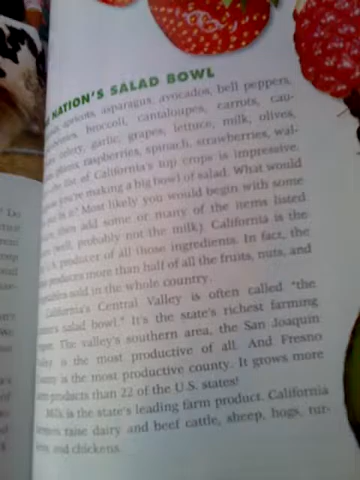 NATION'S SALAD BOWL
apricots, asparagus, avocados, bell peppers,
broccoli, cantaloupes, carrots, cau-
celery, garlic, grapes, lettuce, milk, olives,
plants, raspberries, spinach, strawberries, wal-
list of California's top crops is impressive.
you're making a big bowl of salad. What would
in it? Most likely you would begin with some
then add some or many of the items listed
(well, probably not the milk). California is the
U.S. producer of all those ingredients. In fact, the
produces more than half of all the fruits, nuts, and
sold in the whole country.
California's Central Valley is often called "the
salad bowl." It's the state's richest farming
The valley's southern area, the San Joaquin
is the most productive of all. And Fresno
County is the most productive county. It grows more
farm products than 22 of the U.S. states!
Milk is the state's leading farm product. California
raise dairy and beef cattle, sheep, hogs, tur-
and chickens.